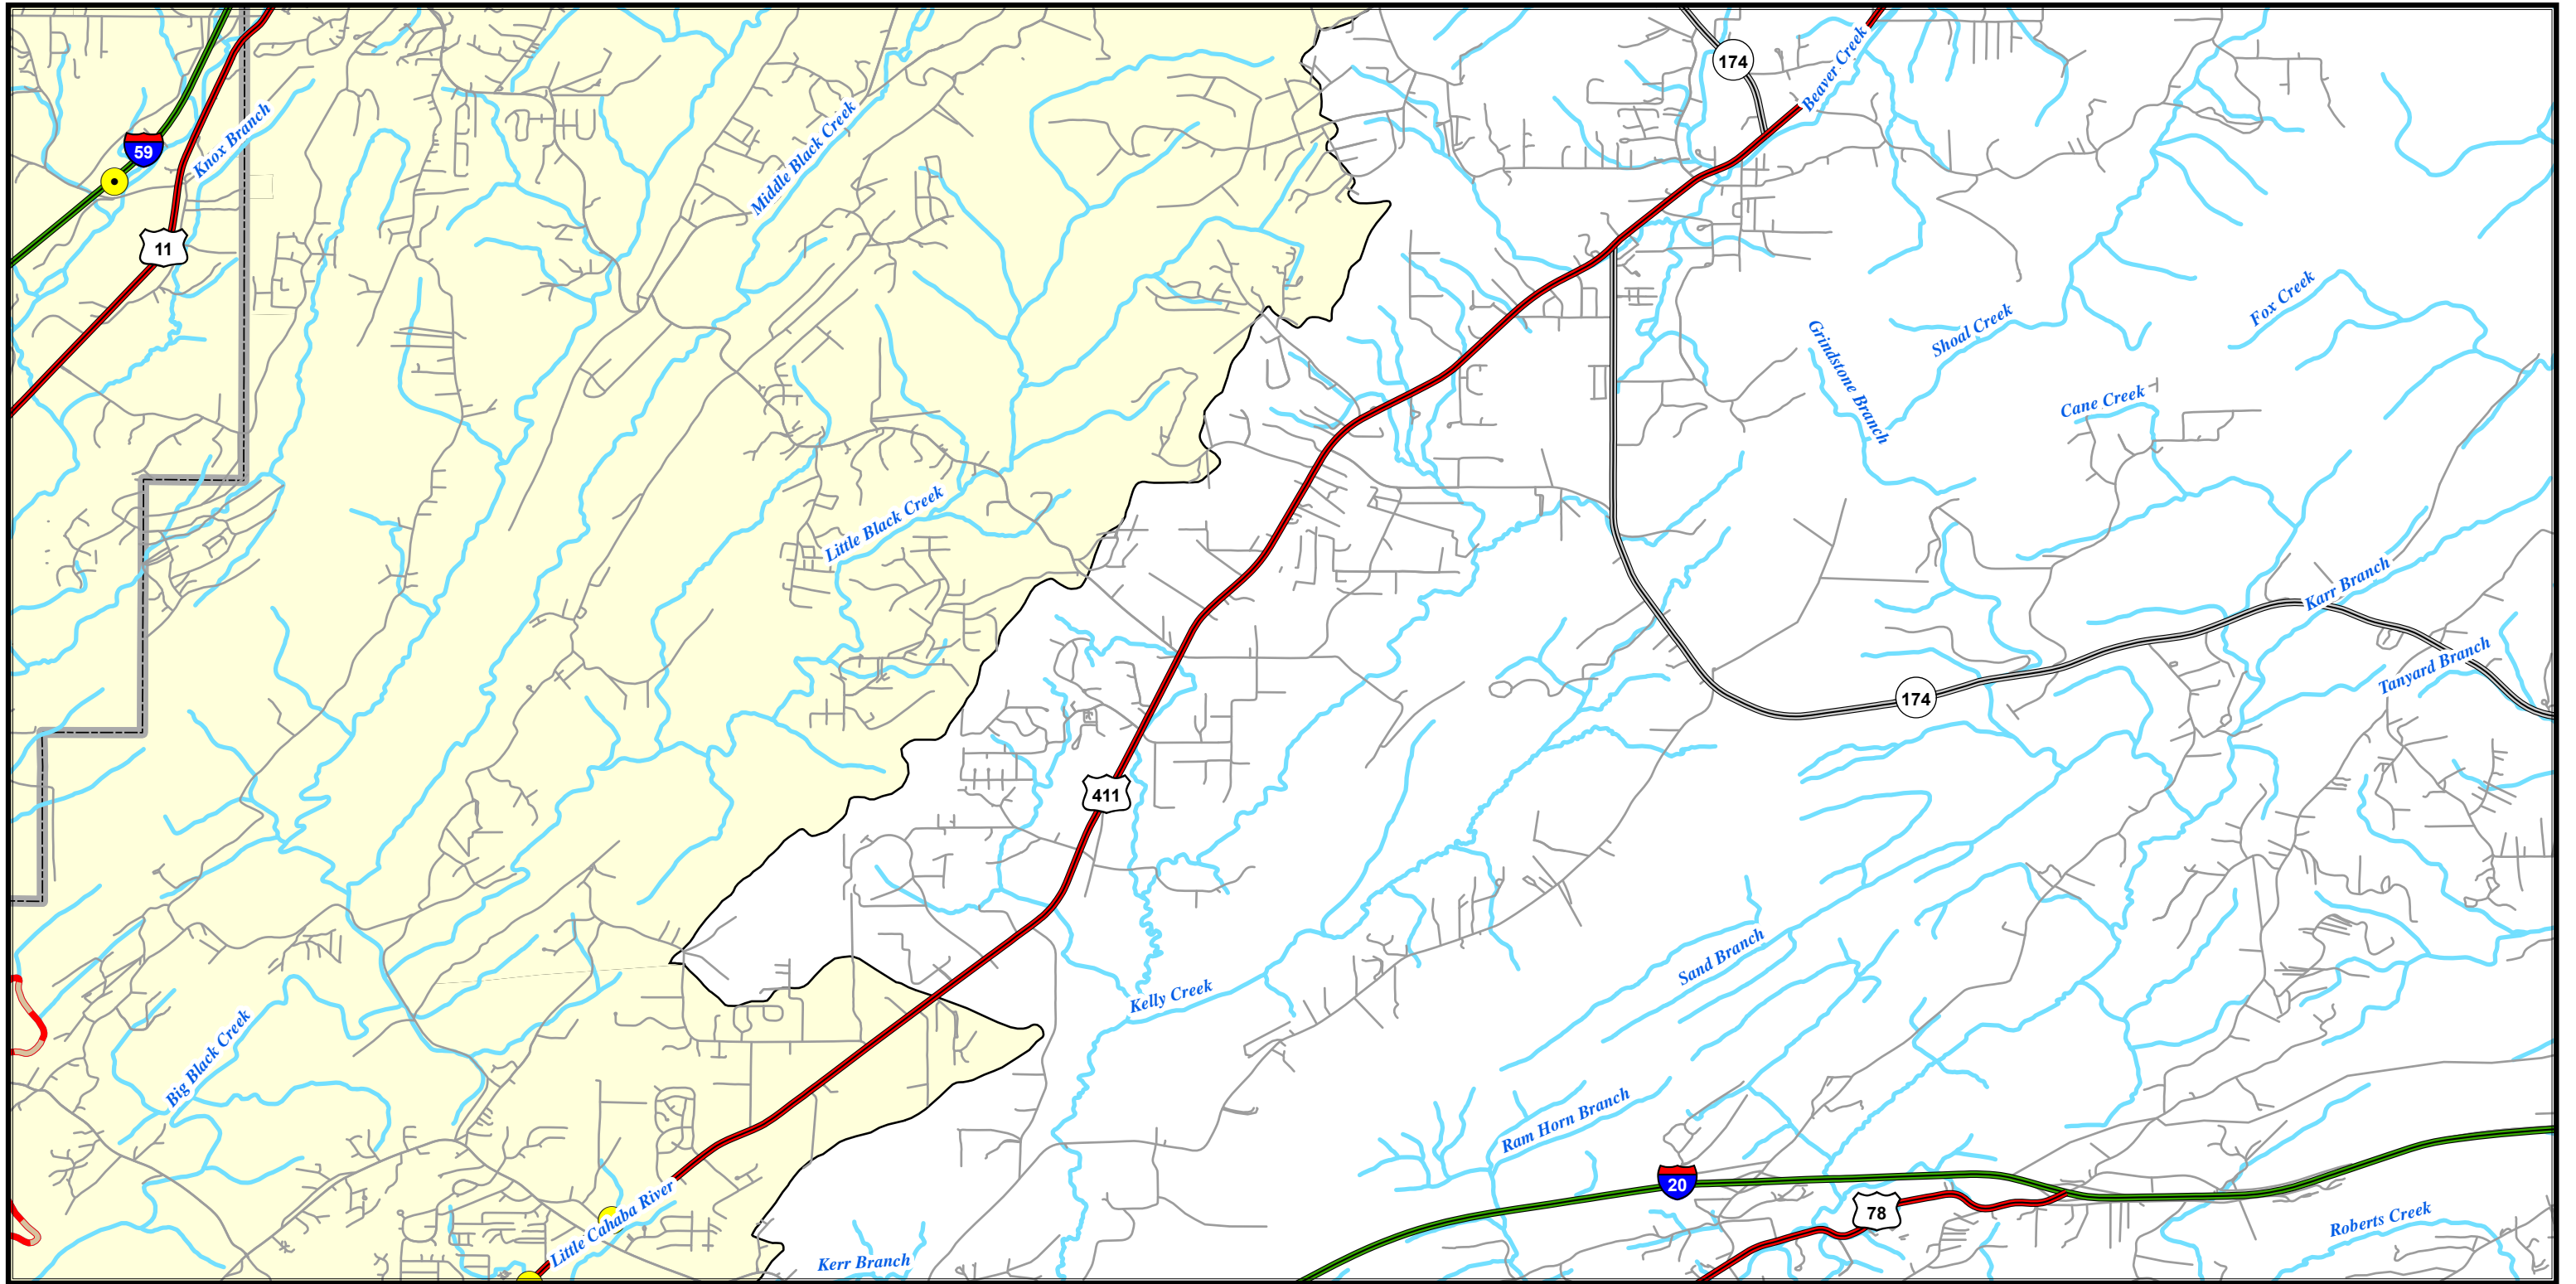 174
Beaver Creek
59
Knox Branch
Middle Black Creek
11
Fox Creek
Shoal Creek
Grindstone Branch
Cane Creek
Little Black Creek
Karr Branch
Tanyard Branch
174
411
Sand Branch
Kelly Creek
Big Black Creek
Ram Horn Branch
20
78
Little Cahaba River
Roberts Creek
Kerr Branch